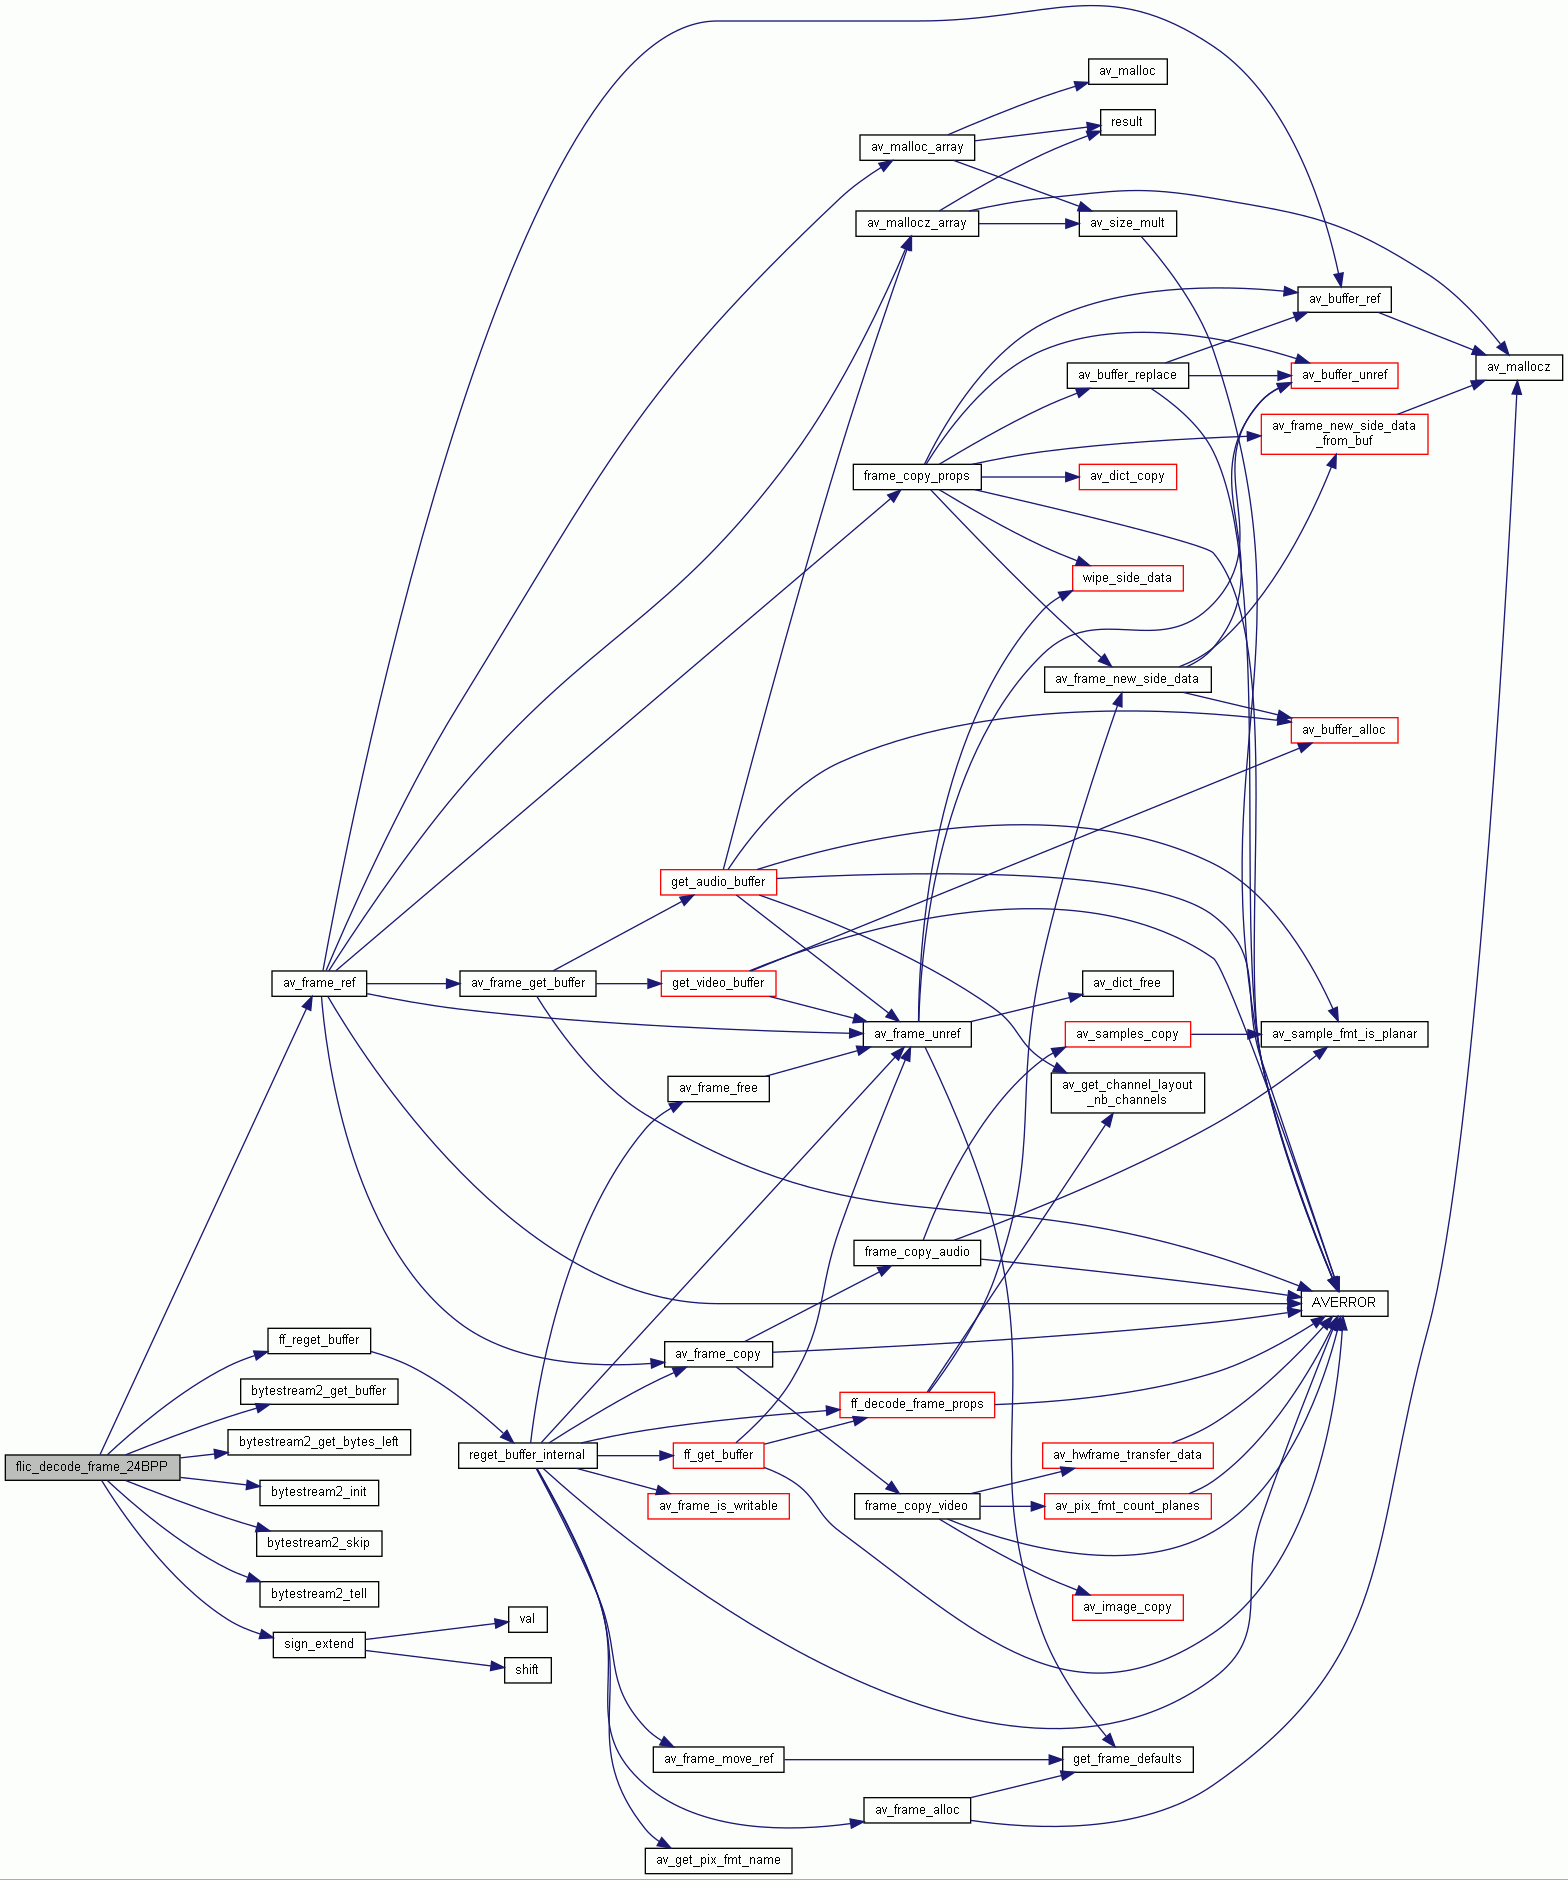 av_malloc
result
av_malloc_array
av_mallocz_array
av_size_mult
av_buffer_ref
av_mallocz
av_buffer_replace
av_buffer_unref
av_frame_new_side_data
_from_buf
frame_copy_props
av_dict_copy
wipe_side_data
av_frame_new_side_data
av_buffer_alloc
get_audio_buffer
av_frame_ref
av_frame_get_buffer
get_video_buffer
av_dict_free
av_frame_unref
av_samples_copy
av_sample_fmt_is_planar
av_frame_free
av_get_channel_layout
_nb_channels
frame_copy_audio
AVERROR
ff_reget_buffer
av_frame_copy
bytestream2_get_buffer
ff_decode_frame_props
bytestream2_get_bytes_left
flic_decode_frame_24BPP
reget_buffer_internal
ff_get_buffer
av_hwframe_transfer_data
bytestream2_init
av_frame_is_writable
frame_copy_video
av_pix_fmt_count_planes
bytestream2_skip
bytestream2_tell
av_image_copy
val
sign_extend
shift
av_frame_move_ref
get_frame_defaults
av_frame_alloc
av_get_pix_fmt_name